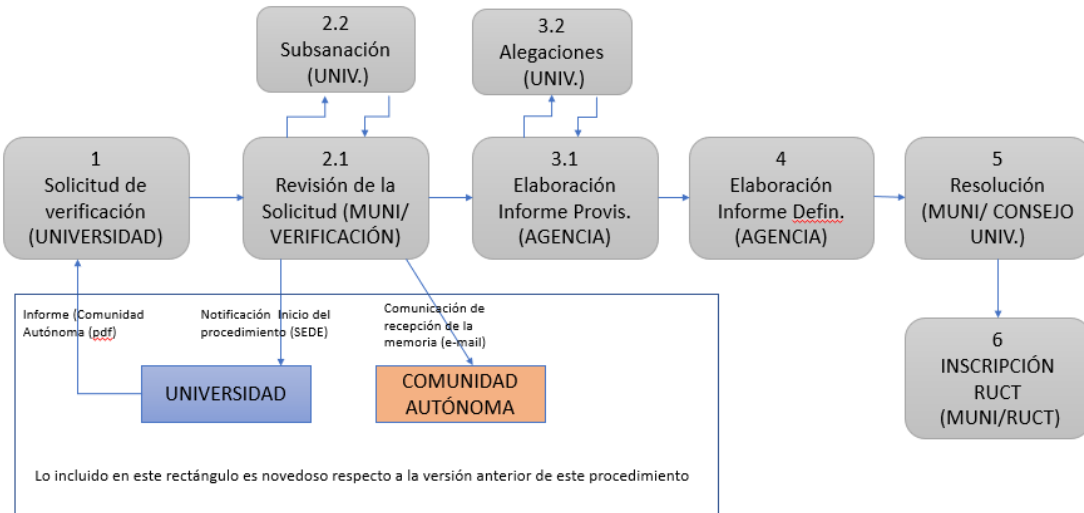 2.2
Subsanación
(UNIV.)
3.2
Alegaciones
(UNIV.)
1
Solicitud de
verificación
(UNIVERSIDAD)
2.1
Revisión de la
Solicitud (MUNI/
VERIFICACIÓN)
3.1
Elaboración
Informe Provis.
(AGENCIA)
4
Elaboración
Informe Defin.
(AGENCIA)
5
Resolución
(MUNI/ CONSEJO
UNIV.)
Informe (Comunidad
Autónoma (pdf)
Notificación Inicio del
procedimiento (SEDE)
Comunicación de
recepción de la
memoria (e-mail)
UNIVERSIDAD
COMUNIDAD
AUTÓNOMA
6
INSCRIPCIÓN
RUCT
(MUNI/RUCT)
Lo incluido en este rectángulo es novedoso respecto a la versión anterior de este procedimiento